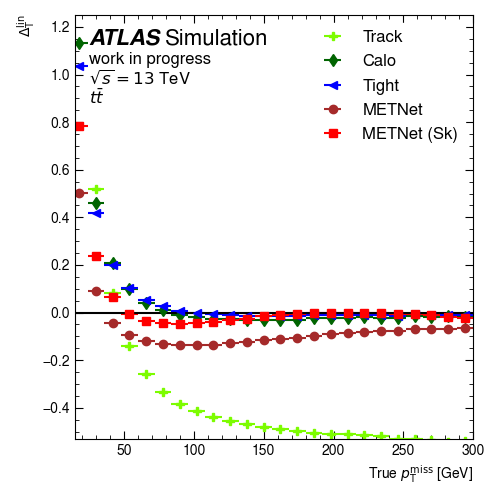 ATLAS Simulation
work in progress
√s = 13 TeV
tt̄
Track
Calo
Tight
METNet
METNet (Sk)
Δ_T^lin
1.2
1.0
0.8
0.6
0.4
0.2
0.0
−0.2
−0.4
50 100 150 200 250 300
True p_T^miss [GeV]